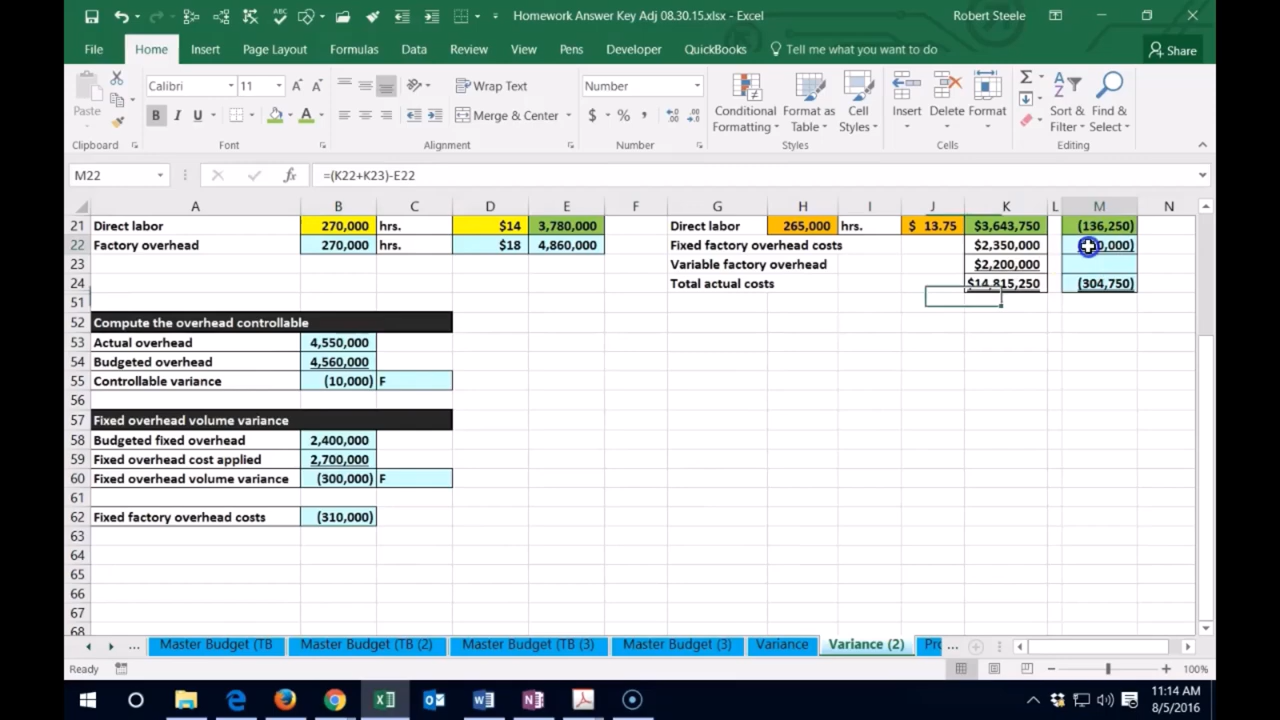 Homework Answer Key Adj 08.30.15.xlsx - Excel
Robert Steele
File Home Insert Page Layout Formulas Data Review View Pens Developer QuickBooks Tell me what you want to do Share
Paste
Calibri 11
B I U
Wrap Text
Merge & Center
Number
$ % ,
Conditional Formatting
Format as Table
Cell Styles
Insert Delete Format
Sort & Filter
Find & Select
Clipboard Font Alignment Number Styles Cells Editing
M22 fx =(K22+K23)-E22
A B C D E F G H I J K L M N
21 Direct labor 270,000 hrs. $14 3,780,000 Direct labor 265,000 hrs. $ 13.75 $3,643,750 (136,250)
22 Factory overhead 270,000 hrs. $18 4,860,000 Fixed factory overhead costs $2,350,000
23 Variable factory overhead $2,200,000
24 Total actual costs $14,815,250 (304,750)
51
52 Compute the overhead controllable
53 Actual overhead 4,550,000
54 Budgeted overhead 4,560,000
55 Controllable variance (10,000) F
56
57 Fixed overhead volume variance
58 Budgeted fixed overhead 2,400,000
59 Fixed overhead cost applied 2,700,000
60 Fixed overhead volume variance (300,000) F
61
62 Fixed factory overhead costs (310,000)
63
64
65
66
67
68
... Master Budget (TB Master Budget (TB (2) Master Budget (TB (3) Master Budget (3) Variance Variance (2) Pro ...
Ready 100%
11:14 AM
8/5/2016